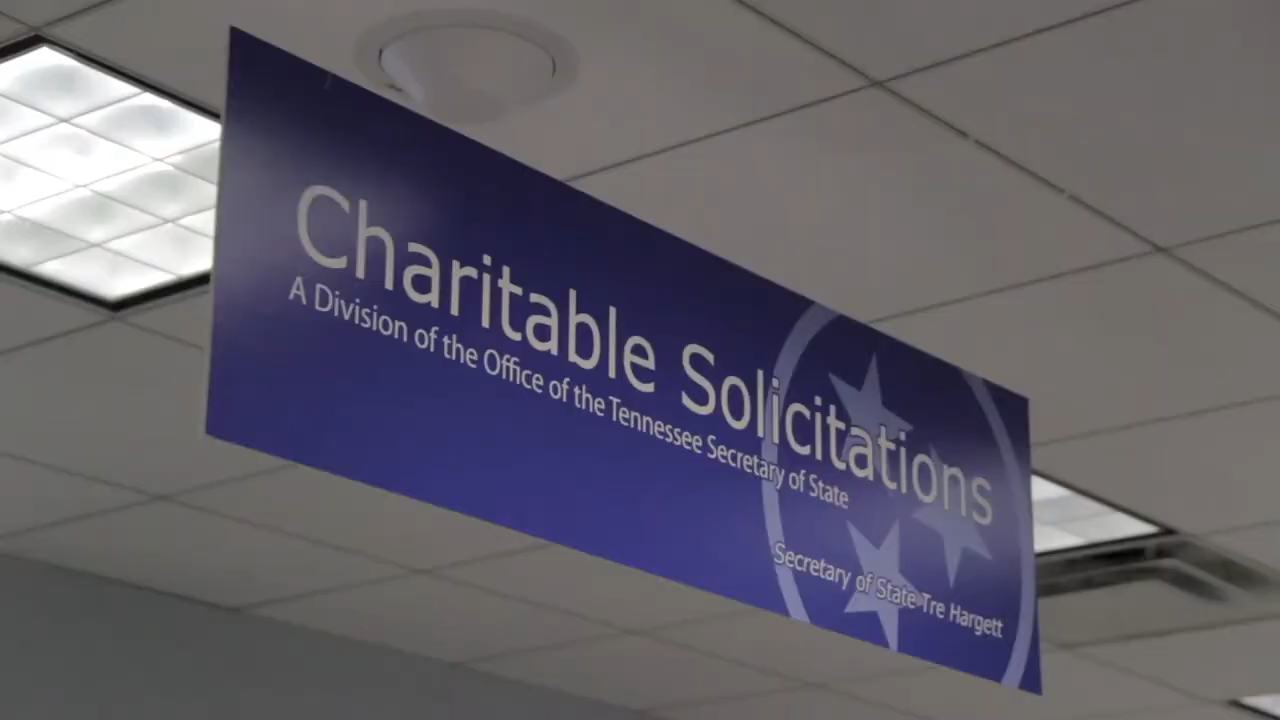 Charitable Solicitations
A Division of the Office of the Tennessee Secretary of State
Secretary of State Tre Hargett